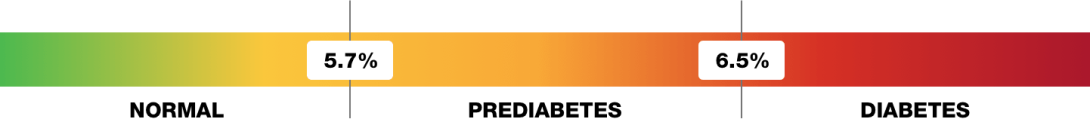 5.7% 6.5%
NORMAL PREDIABETES DIABETES